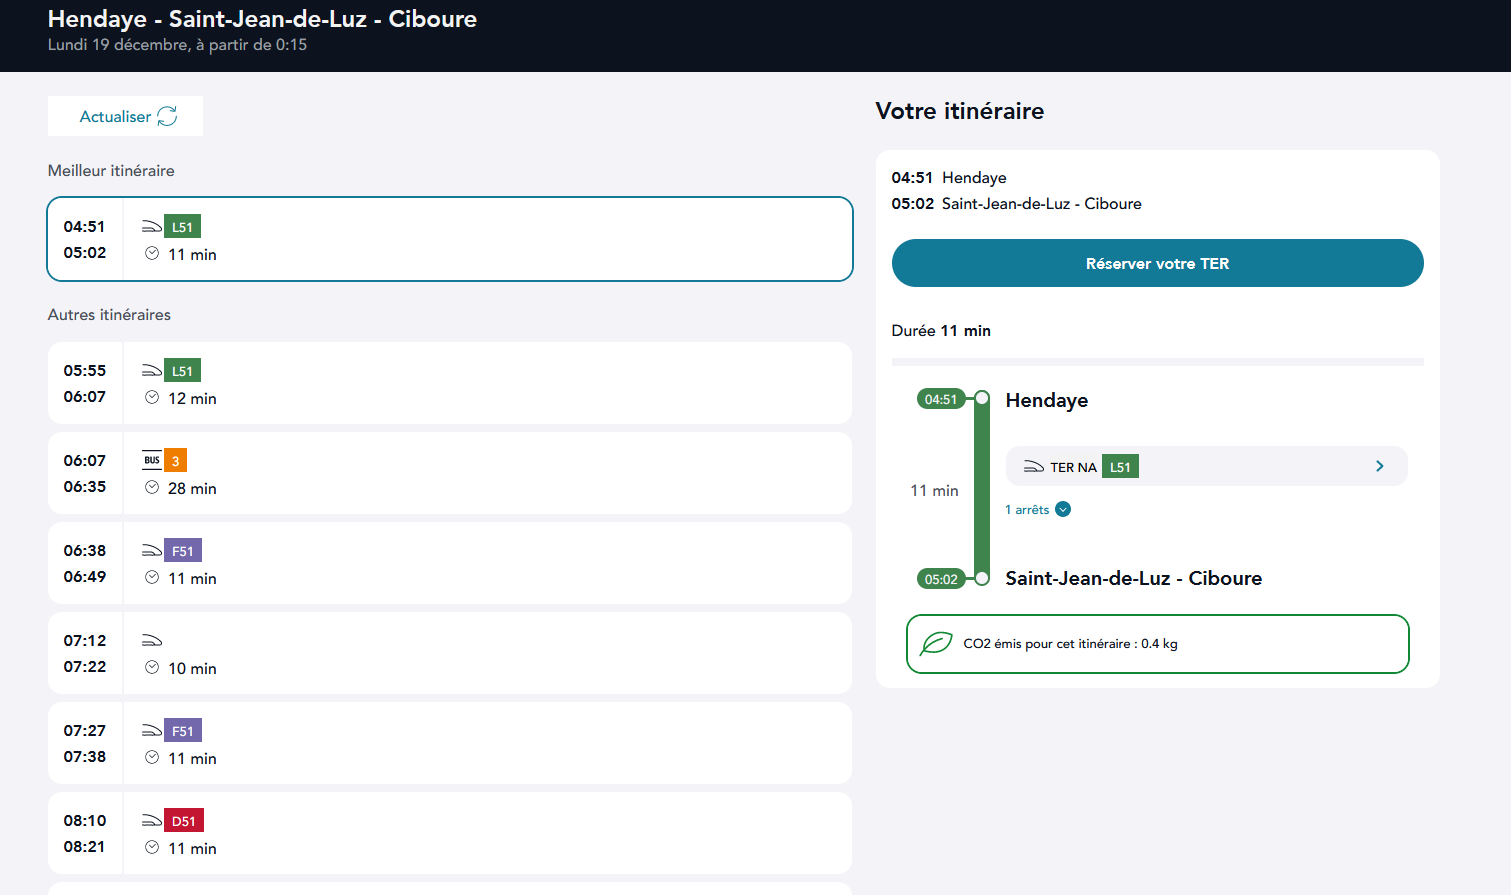 Hendaye - Saint-Jean-de-Luz - Ciboure
Lundi 19 décembre, à partir de 0:15
Actualiser
Meilleur itinéraire
04:51 L51
05:02 11 min
Autres itinéraires
05:55 L51
06:07 12 min
06:07 BUS 3
06:35 28 min
06:38 F51
06:49 11 min
07:12
07:22 10 min
07:27 F51
07:38 11 min
08:10 D51
08:21 11 min
Votre itinéraire
04:51 Hendaye
05:02 Saint-Jean-de-Luz - Ciboure
Réserver votre TER
Durée 11 min
04:51 Hendaye
TER NA L51
11 min
1 arrêts
05:02 Saint-Jean-de-Luz - Ciboure
CO2 émis pour cet itinéraire : 0.4 kg